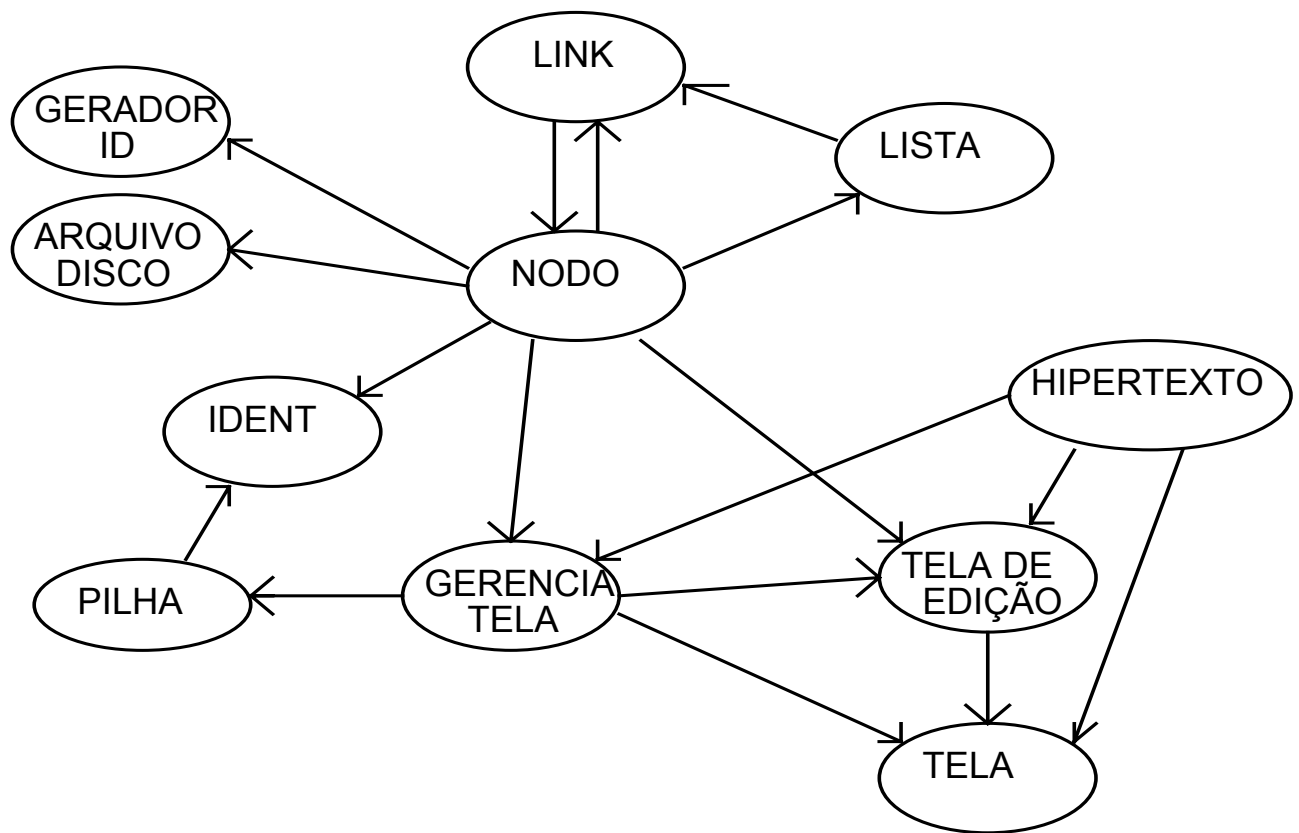 LINK
GERADOR
ID
LISTA
ARQUIVO
DISCO
NODO
HIPERTEXTO
IDENT
PILHA
GERENCIA
TELA
TELA DE
EDIÇÃO
TELA